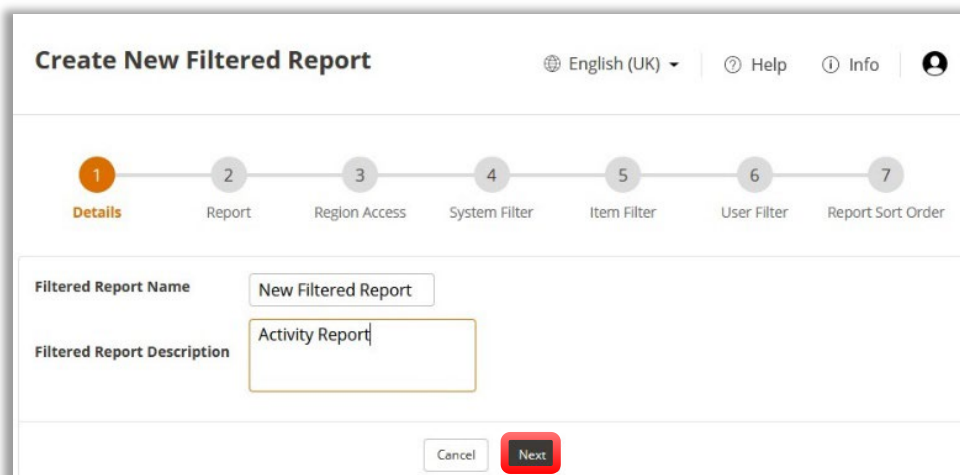 Create New Filtered Report
English (UK)
Help
Info
1 2 3 4 5 6 7
Details Report Region Access System Filter Item Filter User Filter Report Sort Order
Filtered Report Name New Filtered Report
Filtered Report Description Activity Report
Cancel Next